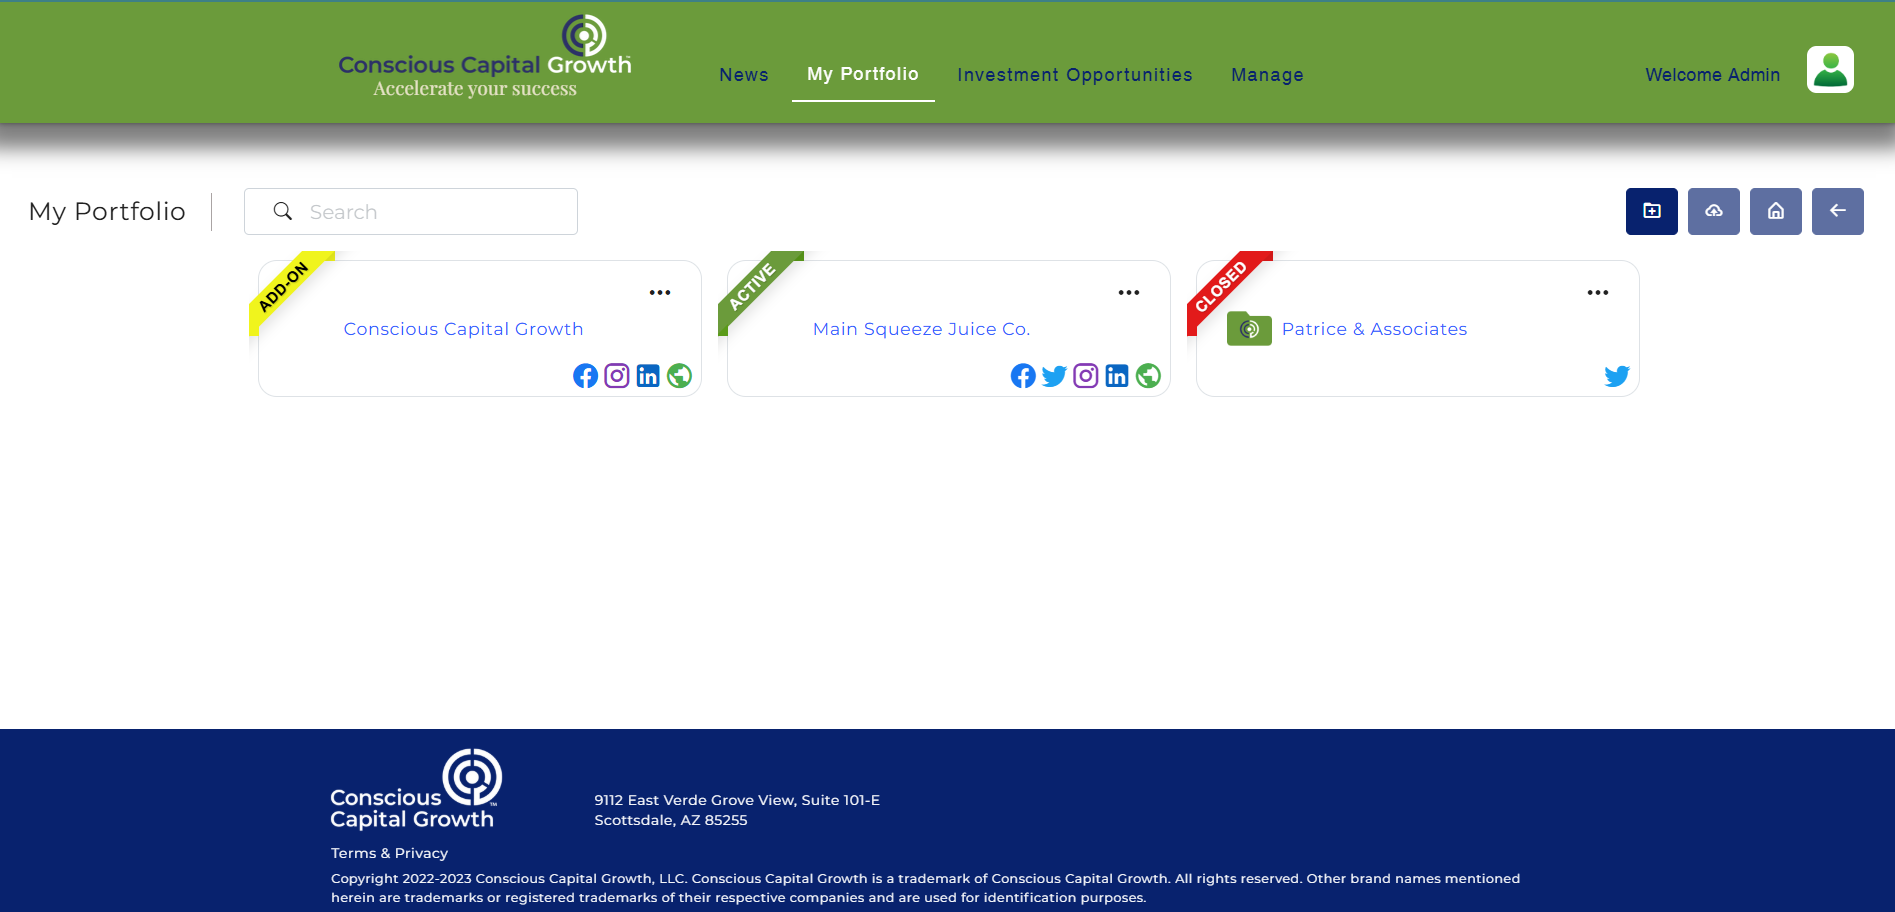 Conscious Capital Growth
Accelerate your success
News
My Portfolio
Investment Opportunities
Manage
Welcome Admin
My Portfolio
Search
ADD-ON
Conscious Capital Growth
ACTIVE
Main Squeeze Juice Co.
CLOSED
Patrice & Associates
Conscious
Capital Growth
™
9112 East Verde Grove View, Suite 101-E
Scottsdale, AZ 85255
Terms & Privacy
Copyright 2022-2023 Conscious Capital Growth, LLC. Conscious Capital Growth is a trademark of Conscious Capital Growth. All rights reserved. Other brand names mentioned
herein are trademarks or registered trademarks of their respective companies and are used for identification purposes.